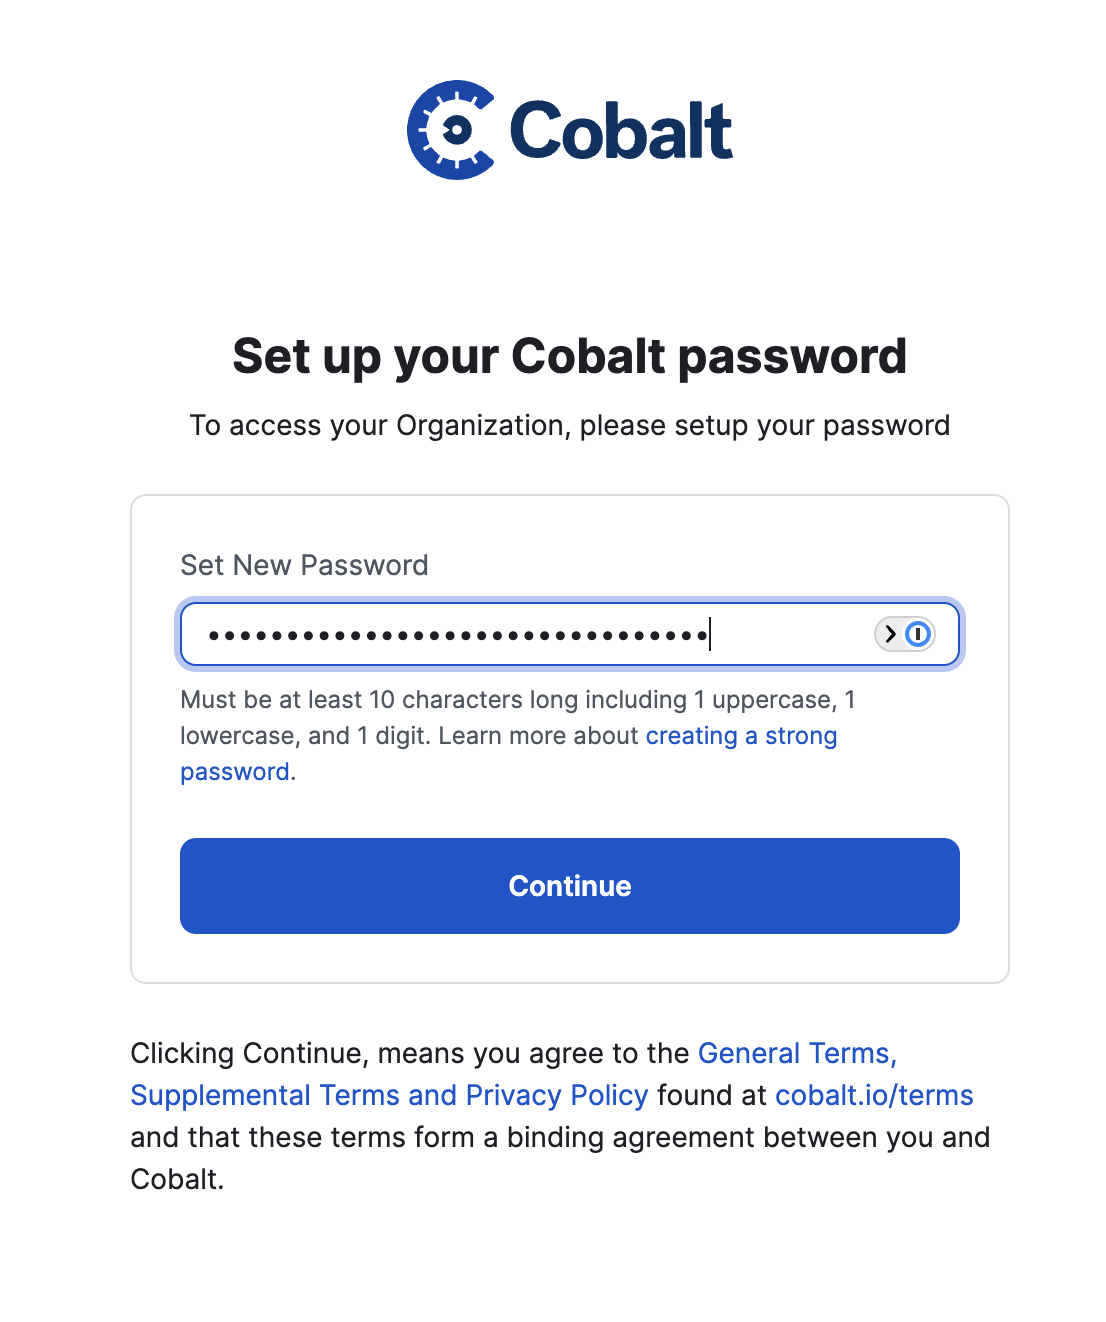 Cobalt
Set up your Cobalt password
To access your Organization, please setup your password
Set New Password
••••••••••••••••••••••••••••••••
Must be at least 10 characters long including 1 uppercase, 1
lowercase, and 1 digit. Learn more about creating a strong
password.
Continue
Clicking Continue, means you agree to the General Terms,
Supplemental Terms and Privacy Policy found at cobalt.io/terms
and that these terms form a binding agreement between you and
Cobalt.